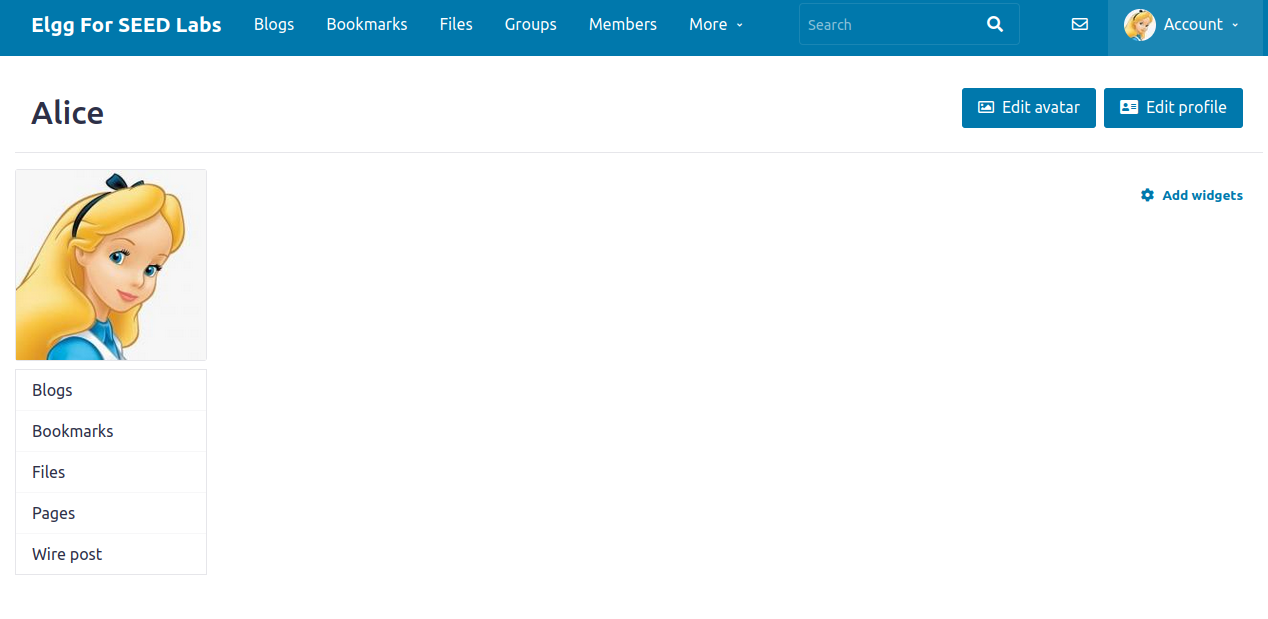 Elgg For SEED Labs Blogs Bookmarks Files Groups Members More Search Account
Alice Edit avatar Edit profile
Add widgets
Blogs
Bookmarks
Files
Pages
Wire post